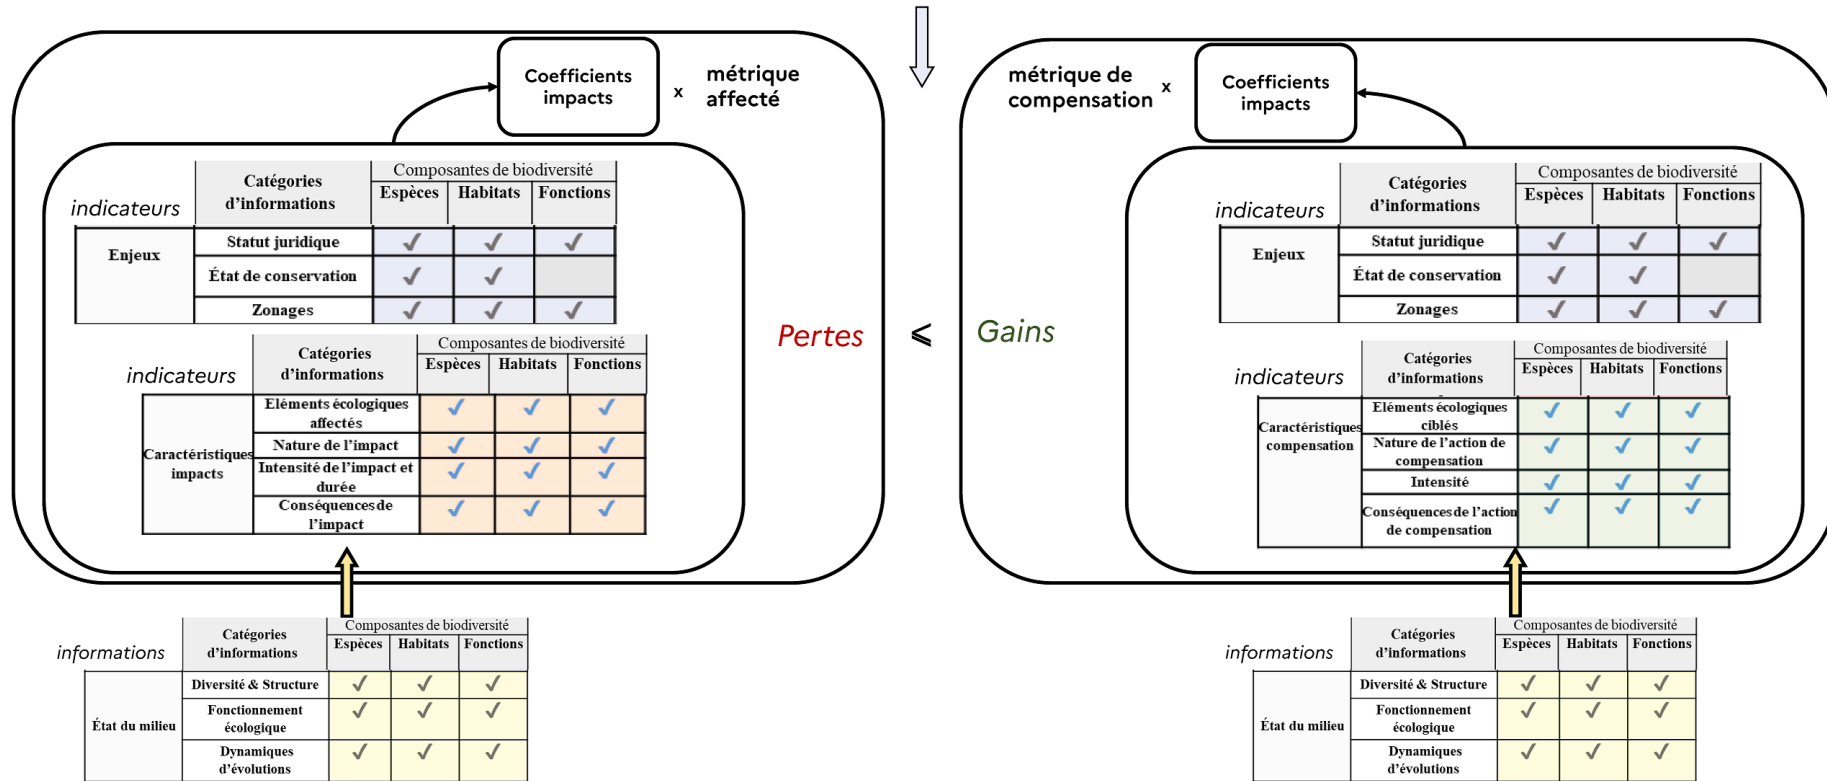 Coefficients
impacts
x
métrique
affecté
indicateurs
Catégories
d’informations
Composantes de biodiversité
Espèces Habitats Fonctions
Enjeux
Statut juridique
État de conservation
Zonages
indicateurs
Catégories
d’informations
Composantes de biodiversité
Espèces Habitats Fonctions
Caractéristiques
impacts
Eléments écologiques
affectés
Nature de l’impact
Intensité de l’impact et
durée
Conséquences de
l’impact
informations
Catégories
d’informations
Composantes de biodiversité
Espèces Habitats Fonctions
État du milieu
Diversité & Structure
Fonctionnement
écologique
Dynamiques
d’évolutions
Pertes ⩽ Gains
métrique de
compensation
x
Coefficients
impacts
indicateurs
Catégories
d’informations
Composantes de biodiversité
Espèces Habitats Fonctions
Enjeux
Statut juridique
État de conservation
Zonages
indicateurs
Catégories
d’informations
Composantes de biodiversité
Espèces Habitats Fonctions
Caractéristiques
compensation
Eléments écologiques
ciblés
Nature de l’action de
compensation
Intensité
Conséquences de l’action
de compensation
informations
Catégories
d’informations
Composantes de biodiversité
Espèces Habitats Fonctions
État du milieu
Diversité & Structure
Fonctionnement
écologique
Dynamiques
d’évolutions